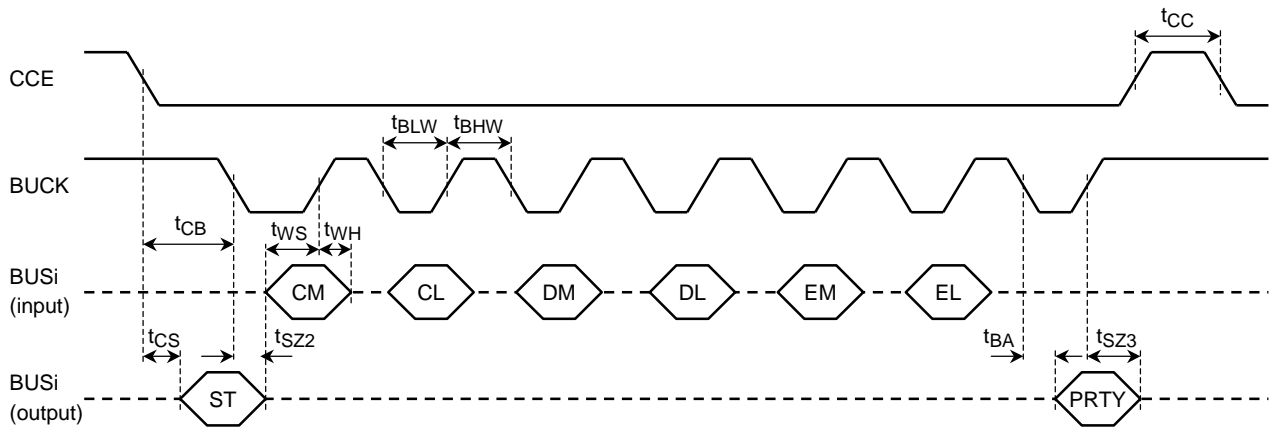 tCC
CCE
tBLW
tBHW
BUCK
tCB
tWS
tWH
BUSi
(input)
CM
CL
DM
DL
EM
EL
tCS
tSZ2
tBA
tSZ3
BUSi
(output)
ST
PRTY